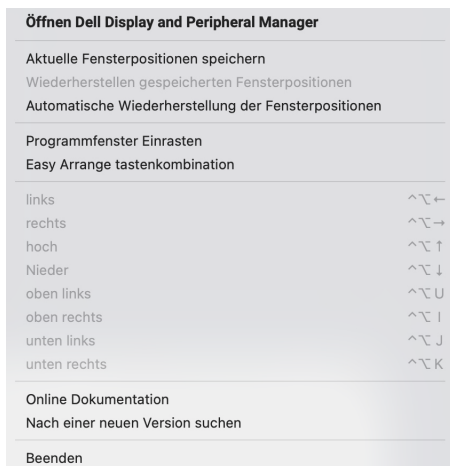 Öffnen Dell Display and Peripheral Manager
Aktuelle Fensterpositionen speichern
Wiederherstellen gespeicherten Fensterpositionen
Automatische Wiederherstellung der Fensterpositionen
Programmfenster Einrasten
Easy Arrange tastenkombination
links ^⌥←
rechts ^⌥→
hoch ^⌥↑
Nieder ^⌥↓
oben links ^⌥U
oben rechts ^⌥I
unten links ^⌥J
unten rechts ^⌥K
Online Dokumentation
Nach einer neuen Version suchen
Beenden